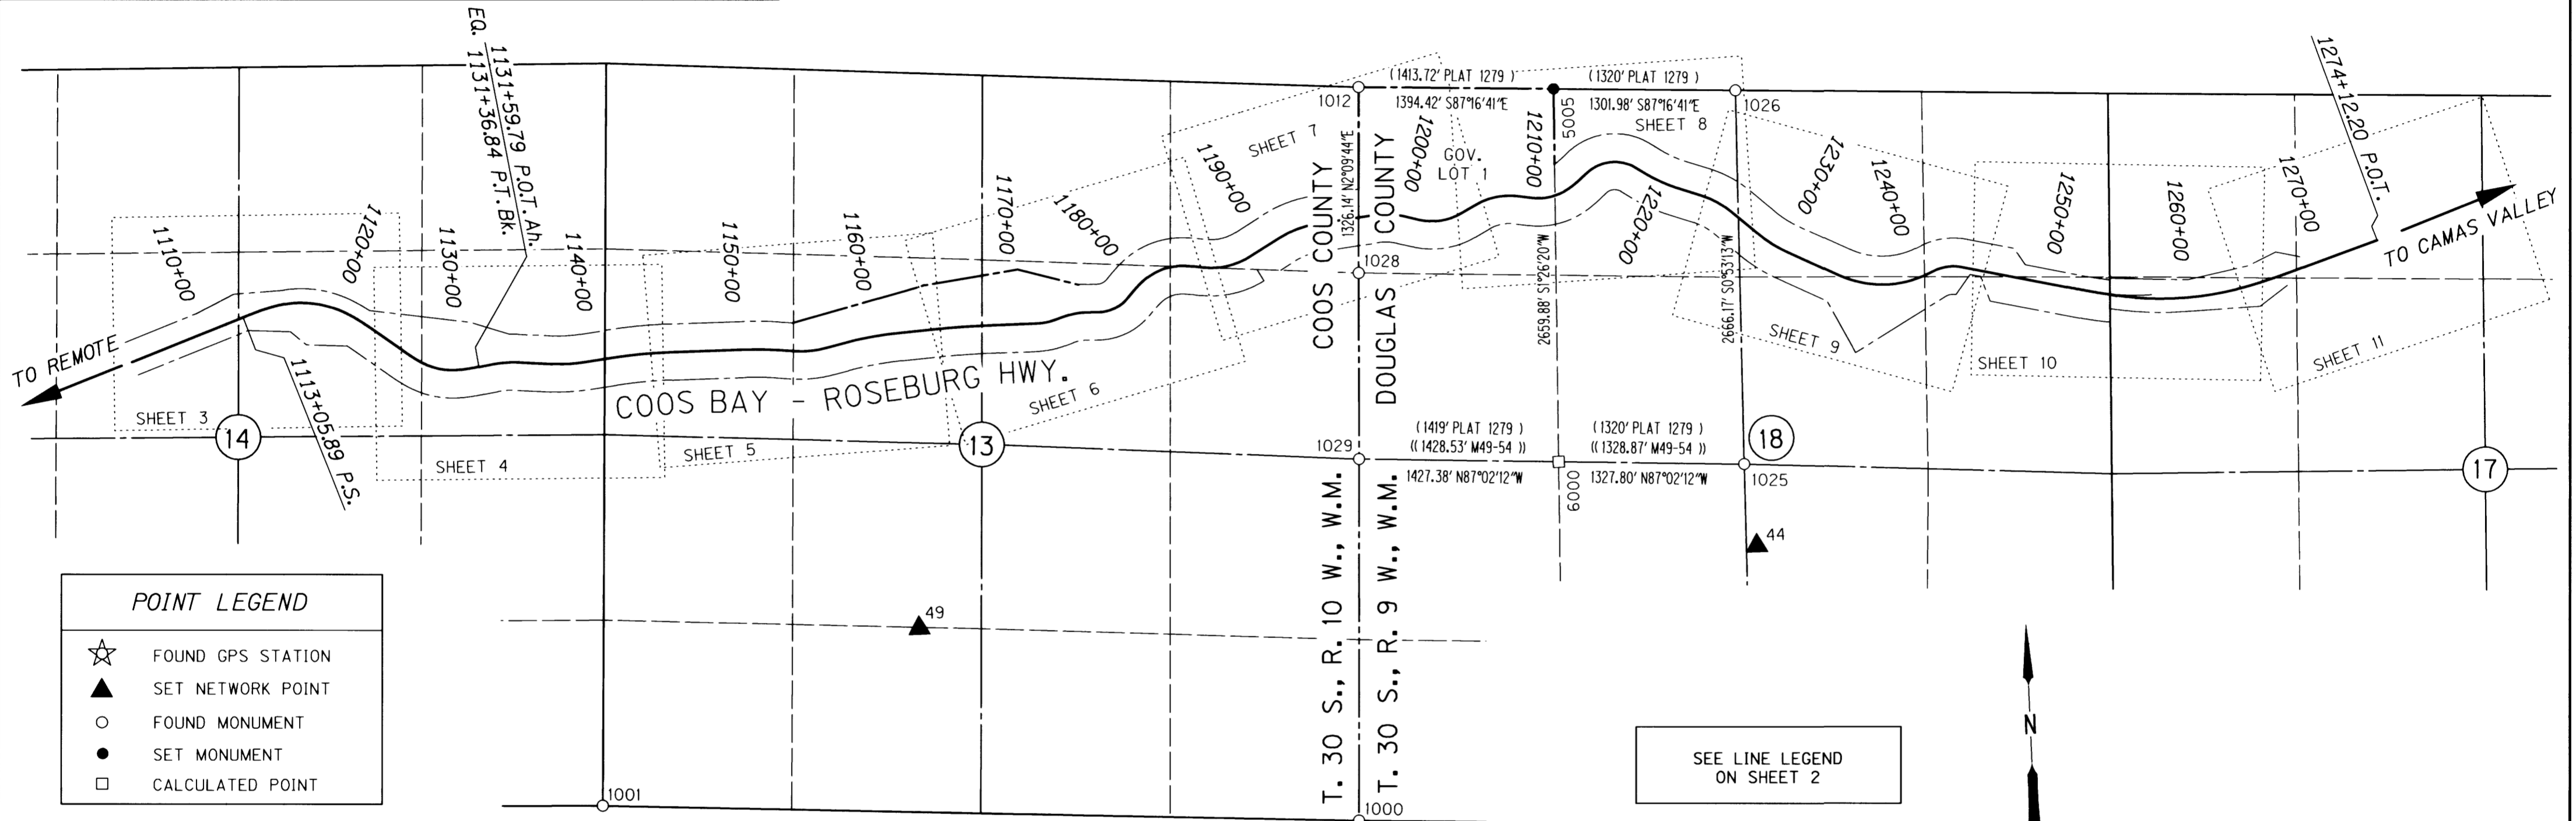 EQ. 1131+59.79 P.O.T. Ah.
1131+36.84 P.T. Bk.
1110+00
1120+00
1130+00
1140+00
1150+00
1160+00
1170+00
1180+00
1190+00
1200+00
1210+00
1220+00
1230+00
1240+00
1250+00
1260+00
1270+00
1274+12.20 P.O.T.
1113+05.89 P.S.
TO REMOTE
TO CAMAS VALLEY
SHEET 3
SHEET 4
SHEET 5
SHEET 6
SHEET 7
SHEET 8
SHEET 9
SHEET 10
SHEET 11
COOS BAY - ROSEBURG HWY.
14
13
18
17
COOS COUNTY
DOUGLAS COUNTY
1326.14' N2°09'44"E
GOV.
LOT 1
1012
(1413.72' PLAT 1279 )
1394.42' S87°16'41"E
5005
(1320' PLAT 1279 )
1301.98' S87°16'41"E
1026
1028
2659.88' S1°26'20"W
2666.17' S0°53'13"W
1029
(1419' PLAT 1279 )
(( 1428.53' M49-54 ))
1427.38' N87°02'12"W
6000
(1320' PLAT 1279 )
(( 1328.87' M49-54 ))
1327.80' N87°02'12"W
1025
44
49
T. 30 S., R. 10 W., W.M.
T. 30 S., R. 9 W., W.M.
1001
1000
POINT LEGEND
FOUND GPS STATION
SET NETWORK POINT
FOUND MONUMENT
SET MONUMENT
CALCULATED POINT
SEE LINE LEGEND
ON SHEET 2
N